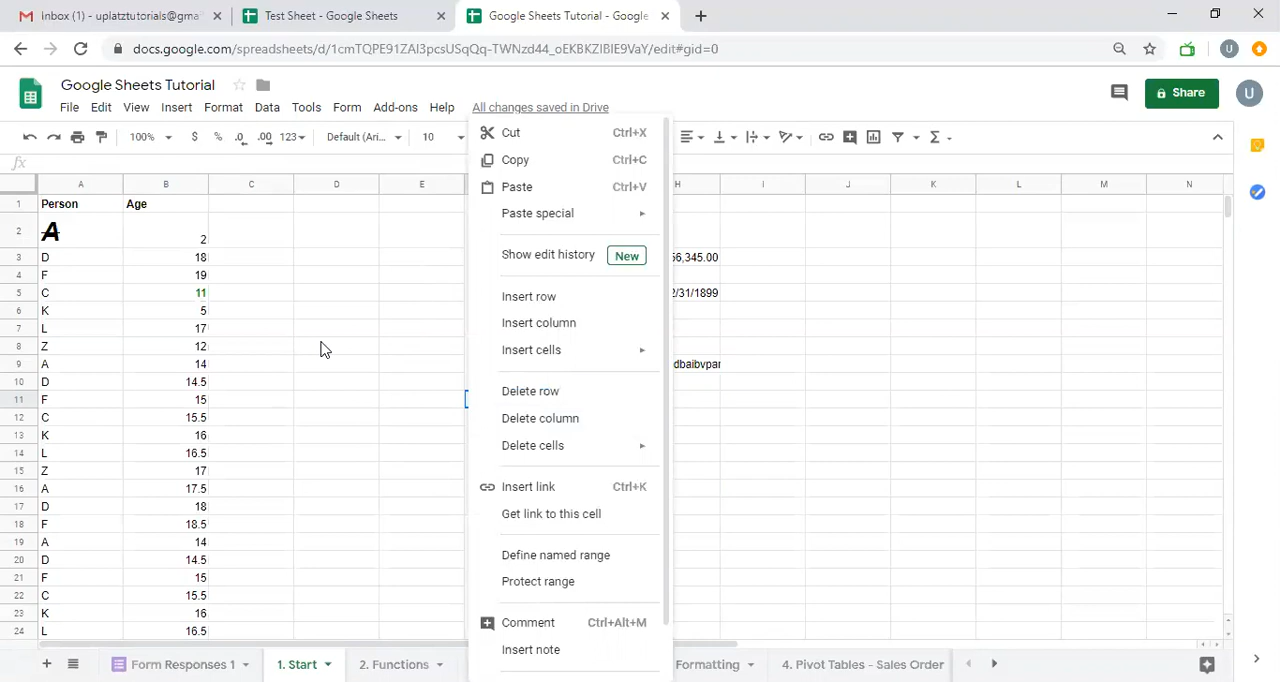 inbox (1) - uplatztutorials@gma
Test Sheet - Google Sheets
Google Sheets Tutorial - Google
docs.google.com/spreadsheets/d/1cmTQPE91ZAI3pcsUSqQq-TWNzd44_oEKBKZIBIE9VaY/edit#gid=0
U
Google Sheets Tutorial
Share
U
File Edit View Insert Format Data Tools Form Add-ons Help All changes saved in Drive
100% $ % .0 .00 123 Default (Ari... 10
fx
A B C D E H I J K L M N
1 Person Age
2 A 2
3 D 18 66,345.00
4 F 19
5 C 11 2/31/1899
6 K 5
7 L 17
8 Z 12
9 A 14 dbaibvpar
10 D 14.5
11 F 15
12 C 15.5
13 K 16
14 L 16.5
15 Z 17
16 A 17.5
17 D 18
18 F 18.5
19 A 14
20 D 14.5
21 F 15
22 C 15.5
23 K 16
24 L 16.5
Cut Ctrl+X
Copy Ctrl+C
Paste Ctrl+V
Paste special
Show edit history New
Insert row
Insert column
Insert cells
Delete row
Delete column
Delete cells
Insert link Ctrl+K
Get link to this cell
Define named range
Protect range
Comment Ctrl+Alt+M
Insert note
Form Responses 1 1. Start 2. Functions Formatting 4. Pivot Tables - Sales Order